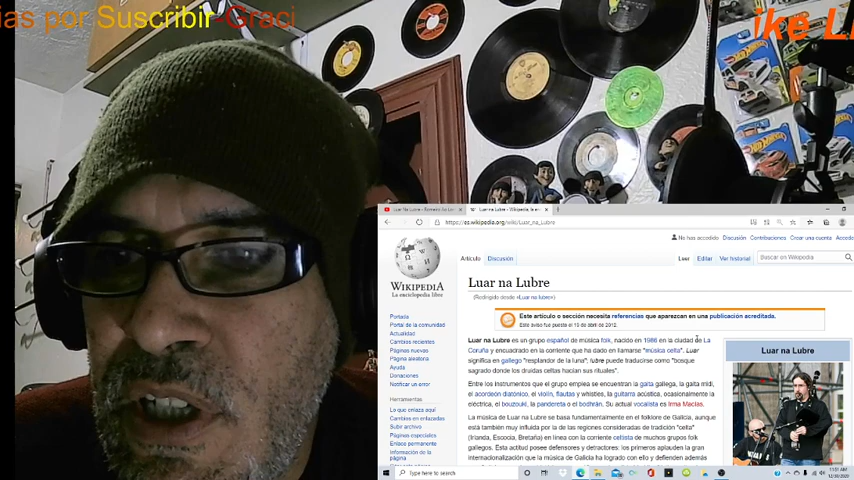 ias por Suscribir-Graci
ike LI
Luar na Lubre - Wikipedia, la en
https://es.wikipedia.org/wiki/Luar_na_Lubre
No has accedido Discusión Contribuciones Crear una cuenta Accede
Artículo Discusión Leer Editar Ver historial Buscar en Wikipedia
WIKIPEDIA
La enciclopedia libre
Luar na Lubre
(Redirigido desde «Luar na lubre»)
Portada
Portal de la comunidad
Actualidad
Cambios recientes
Páginas nuevas
Página aleatoria
Ayuda
Donaciones
Notificar un error
Herramientas
Lo que enlaza aquí
Cambios en enlazadas
Subir archivo
Páginas especiales
Enlace permanente
Información de la
página
Este artículo o sección necesita referencias que aparezcan en una publicación acreditada.
Este aviso fue puesto el 19 de abril de 2012.
Luar na Lubre es un grupo español de música folk, nacido en 1986 en la ciudad de La
Coruña y encuadrado en la corriente que ha dado en llamarse "música celta". Luar
significa en gallego "resplandor de la luna"; lubre puede traducirse como "bosque
sagrado donde los druidas celtas hacían sus rituales".
Entre los instrumentos que el grupo emplea se encuentran la gaita gallega, la gaita midi,
el acordeón diatónico, el violín, flautas y whistles, la guitarra acústica, ocasionalmente la
eléctrica, el bouzouki, la pandereta o el bodhrán. Su actual vocalista es Irma Macías.
La música de Luar na Lubre se basa fundamentalmente en el folklore de Galicia, aunque
está también muy influida por la de las regiones consideradas de tradición "celta"
(Irlanda, Escocia, Bretaña) en línea con la corriente celtista de muchos grupos folk
gallegos. Esta actitud posee defensores y detractores: los primeros aplauden la gran
internacionalización que la música de Galicia ha logrado con ello y defienden además
Luar na Lubre
Type here to search
11:01 AM